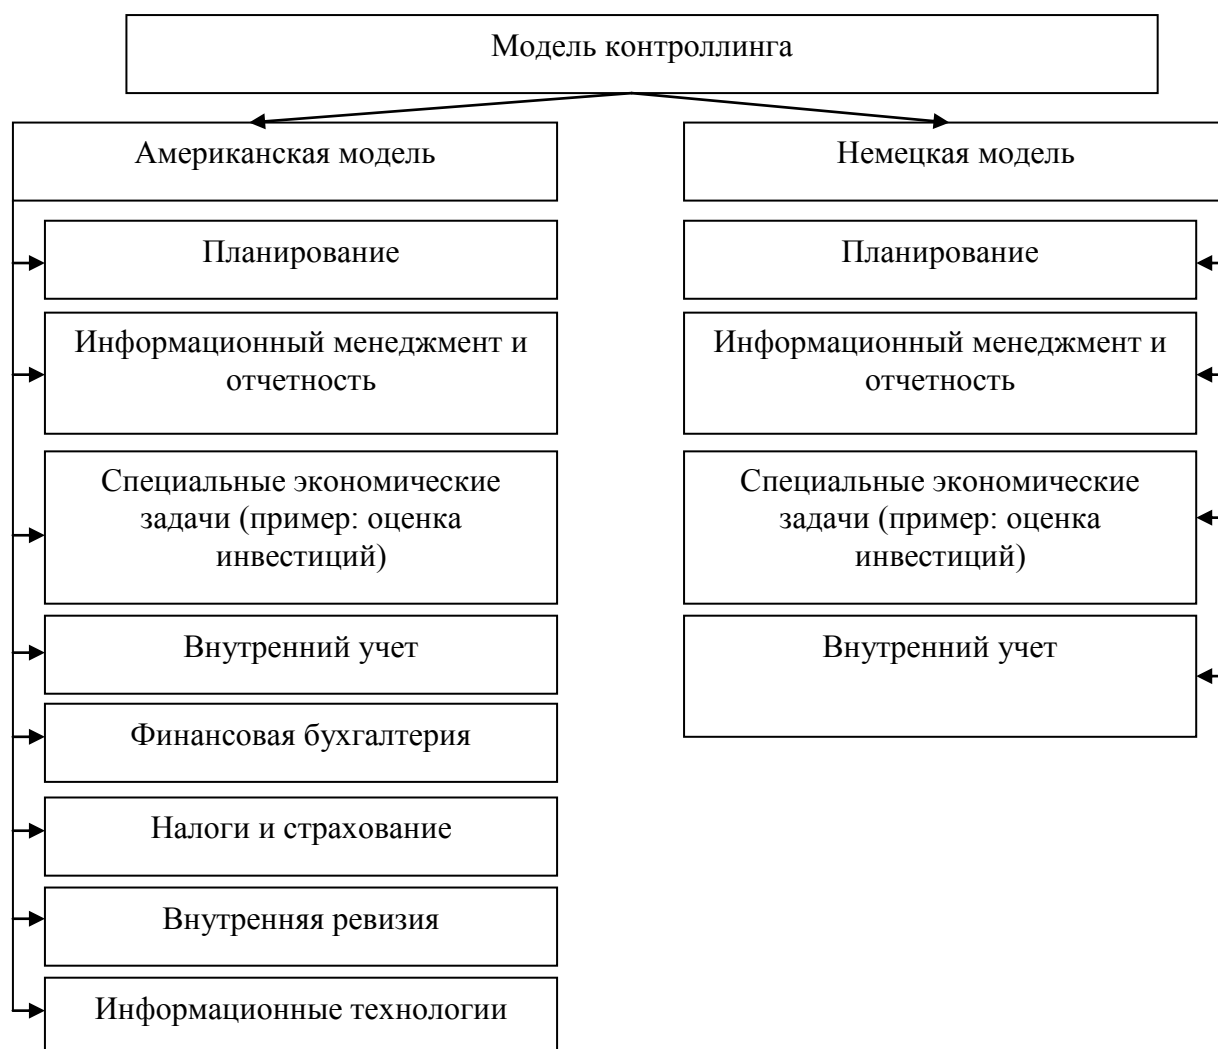 Модель контроллинга
Американская модель
Немецкая модель
Планирование
Планирование
Информационный менеджмент и
отчетность
Информационный менеджмент и
отчетность
Специальные экономические
задачи (пример: оценка
инвестиций)
Специальные экономические
задачи (пример: оценка
инвестиций)
Внутренний учет
Внутренний учет
Финансовая бухгалтерия
Налоги и страхование
Внутренняя ревизия
Информационные технологии